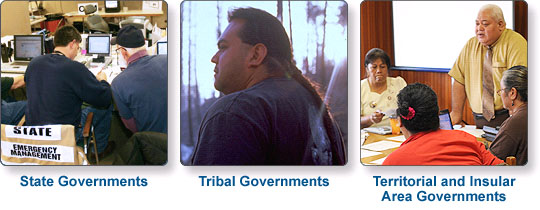 STATE
EMERGENCY
MANAGEMENT
State Governments
Tribal Governments
Territorial and Insular
Area Governments